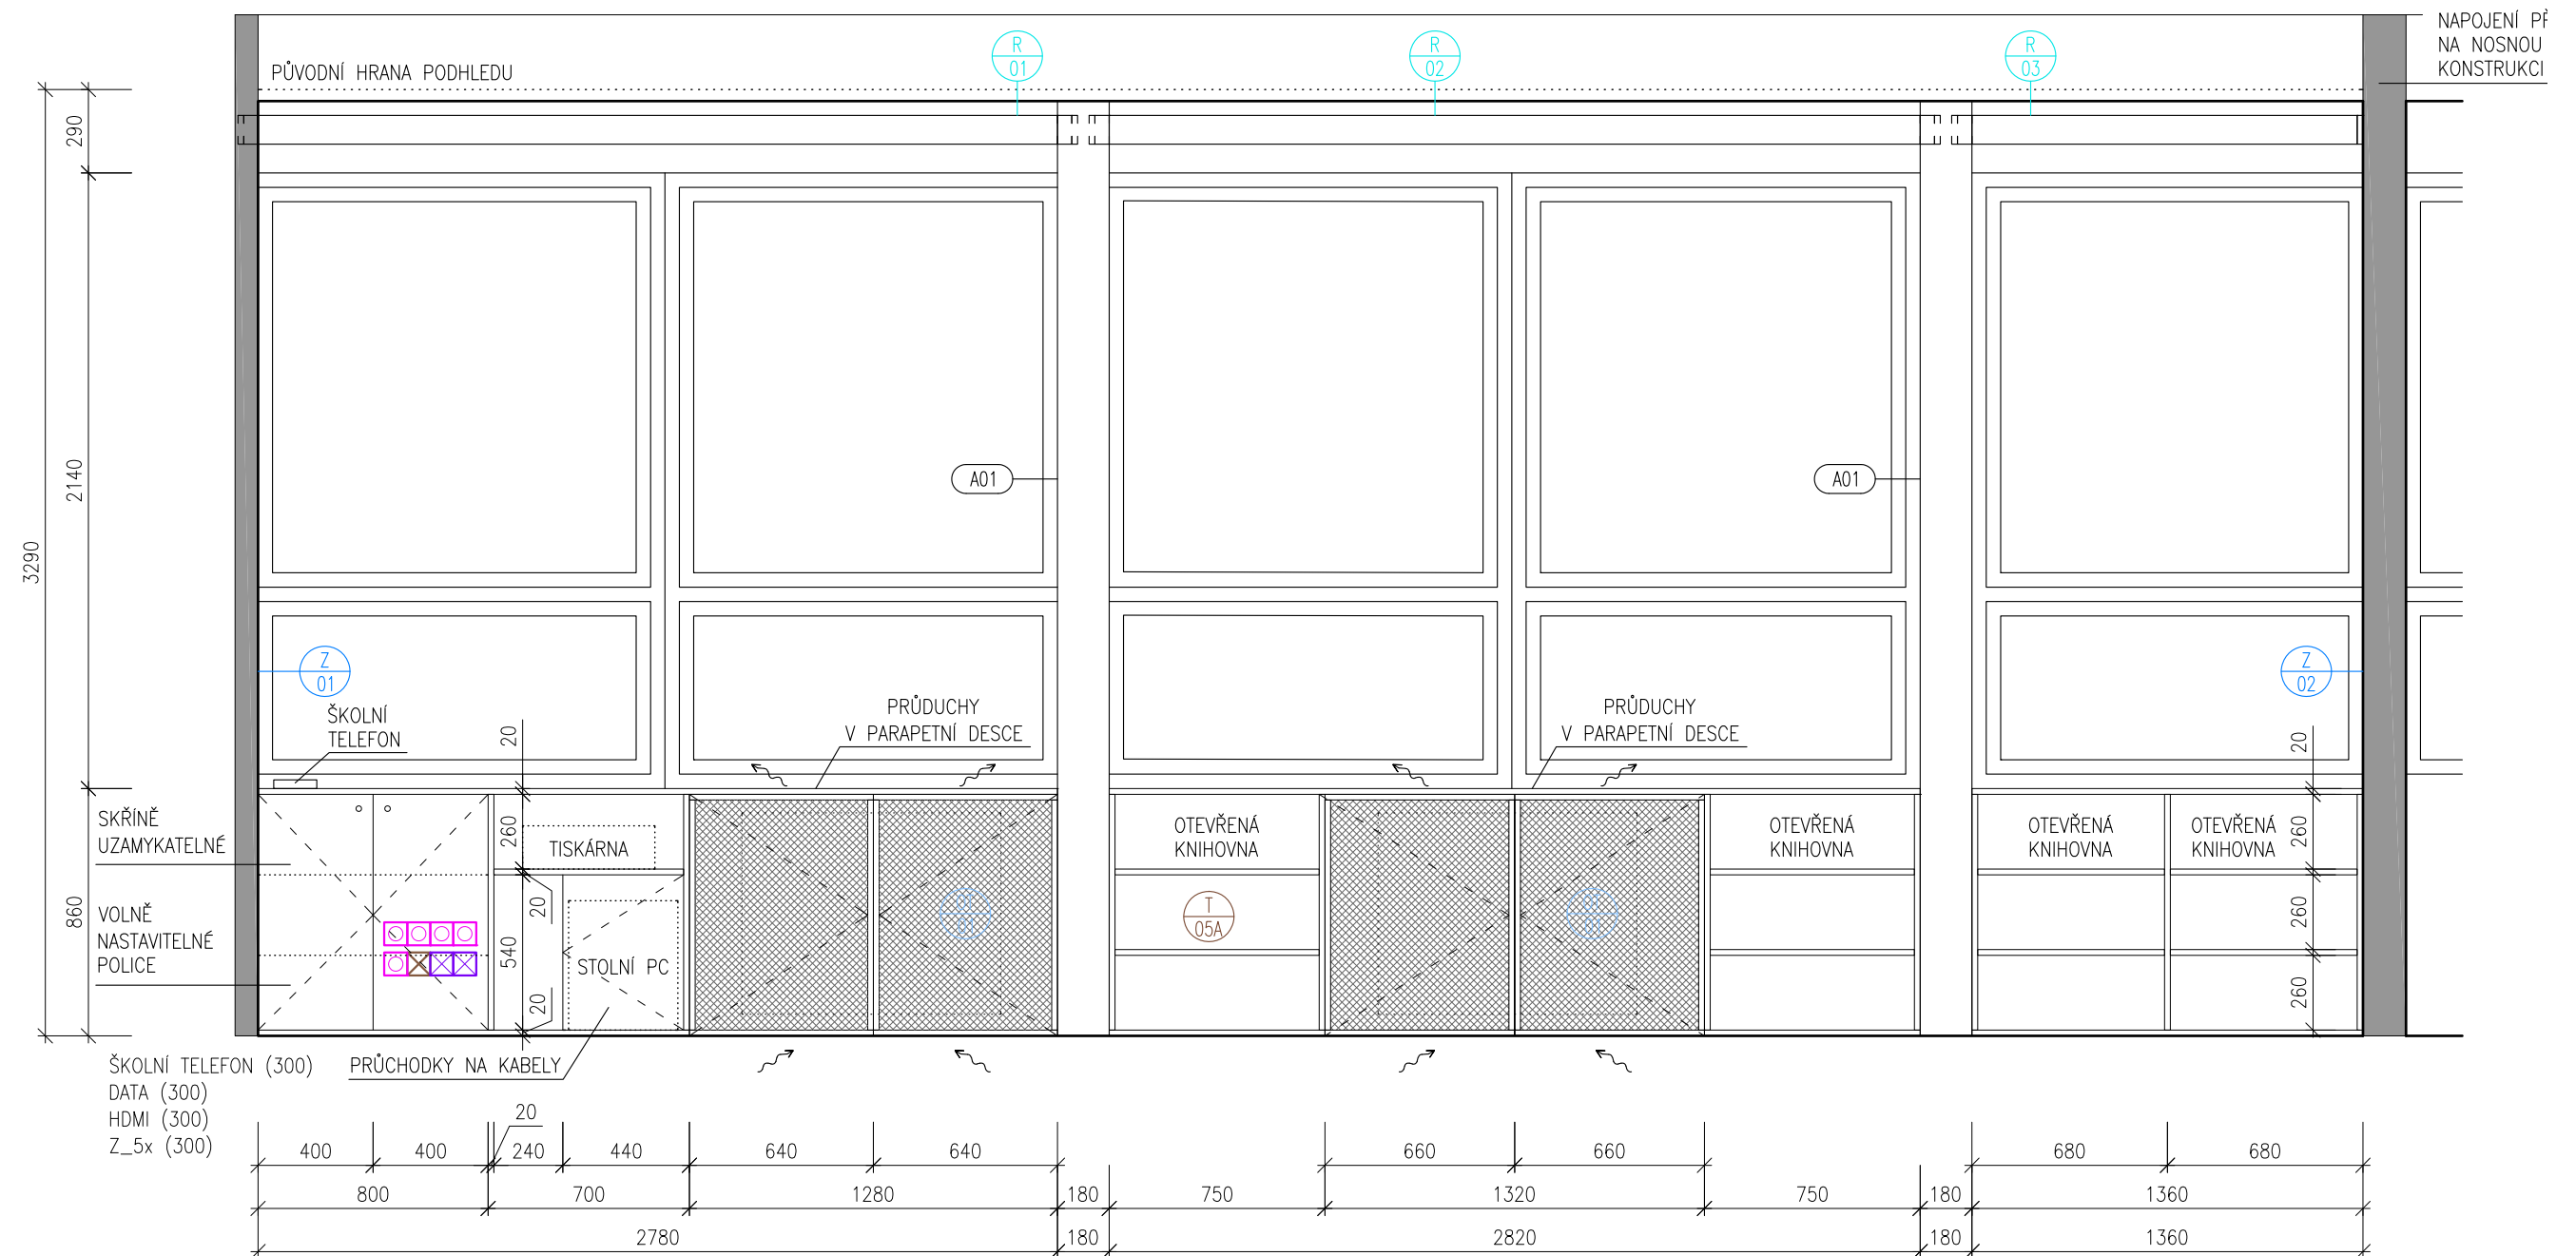 NAPOJENÍ
NA NOSNOU
KONSTRUKCI
PŮVODNÍ HRANA PODHLEDU
R
01
R
02
R
03
290
2140
3290
860
A01
A01
Z
01
Z
02
ŠKOLNÍ
TELEFON
PRŮDUCHY
V PARAPETNÍ DESCE
PRŮDUCHY
V PARAPETNÍ DESCE
20
20
SKŘÍNĚ
UZAMYKATELNÉ
VOLNĚ
NASTAVITELNÉ
POLICE
260
TISKÁRNA
20
540
20
STOLNÍ PC
OTEVŘENÁ
KNIHOVNA
T
05A
OTEVŘENÁ
KNIHOVNA
OTEVŘENÁ
KNIHOVNA
OTEVŘENÁ
KNIHOVNA
260
260
260
ŠKOLNÍ TELEFON (300)
DATA (300)
HDMI (300)
Z_5x (300)
PRŮCHODKY NA KABELY
20
400 400 240 440 640 640 660 660 680 680
800 700 1280 180 750 1320 750 180 1360
2780 180 2820 180 1360